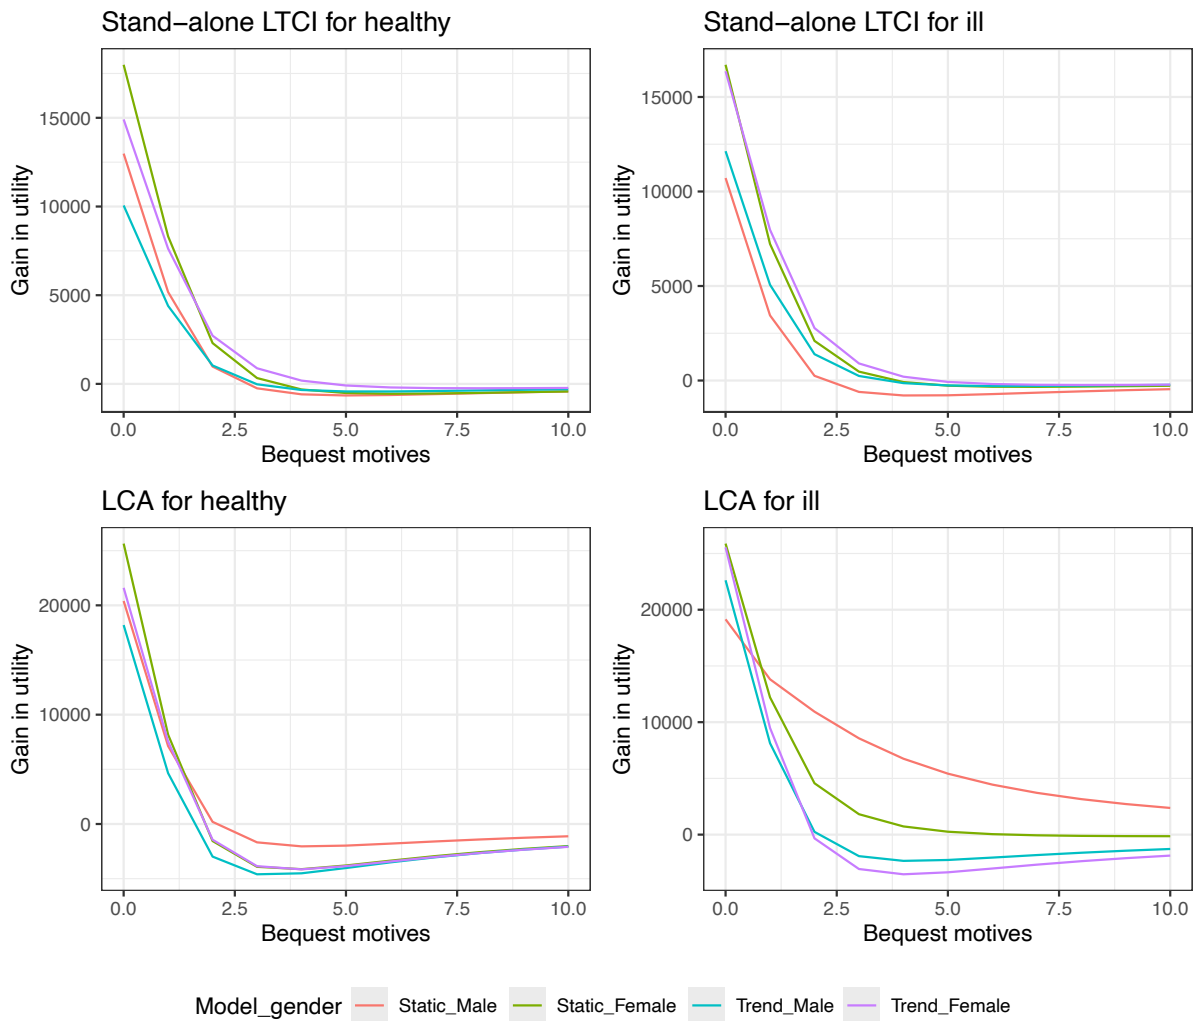 Stand−alone LTCI for healthy
Gain in utility
15000
10000
5000
0
0.0 2.5 5.0 7.5 10.0
Bequest motives
Stand−alone LTCI for ill
Gain in utility
15000
10000
5000
0
0.0 2.5 5.0 7.5 10.0
Bequest motives
LCA for healthy
Gain in utility
20000
10000
0
0.0 2.5 5.0 7.5 10.0
Bequest motives
LCA for ill
Gain in utility
20000
10000
0
0.0 2.5 5.0 7.5 10.0
Bequest motives
Model_gender Static_Male Static_Female Trend_Male Trend_Female